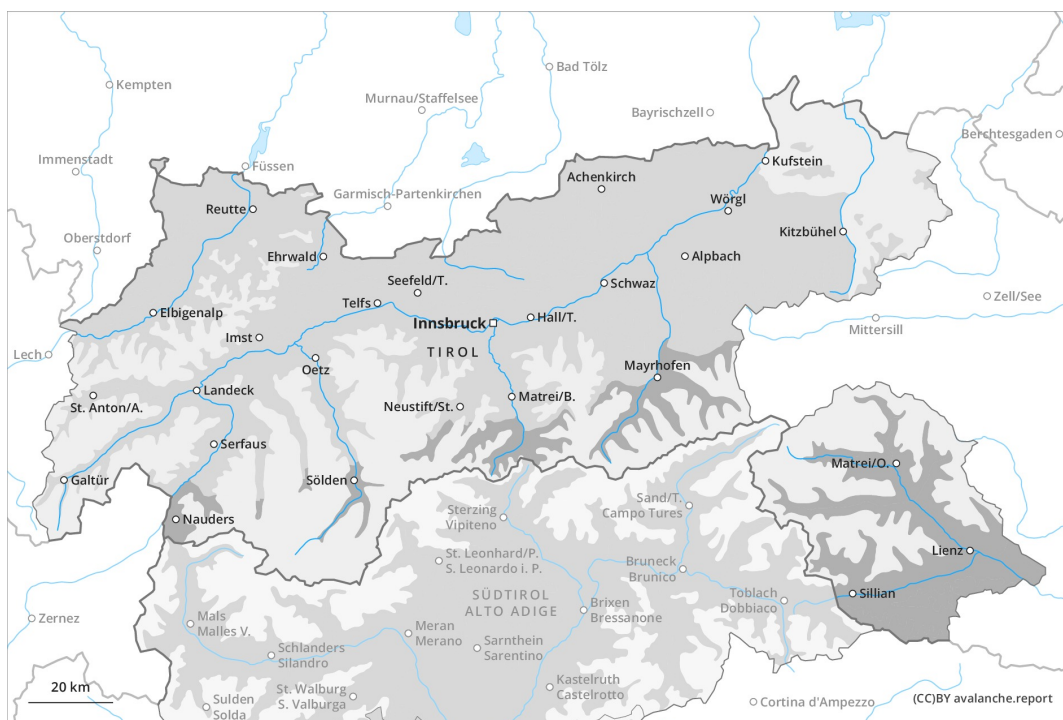 Kempten
Bad Tölz
Murnau/Staffelsee
Bayrischzell
Berchtesgaden
Immenstadt
Füssen
Kufstein
Achenkirch
Garmisch-Partenkirchen
Reutte
Wörgl
Oberstdorf
Kitzbühel
Ehrwald
Alpbach
Seefeld/T.
Schwaz
Zell/See
Telfs
Elbigenalp
Innsbruck
Hall/T.
Mittersill
Imst
TIROL
Lech
Oetz
Mayrhofen
Landeck
St. Anton/A.
Neustift/St.
Matrei/B.
Serfaus
Matrei/O.
Galtür
Sölden
Sand/T.
Campo Tures
Sterzing
Vipiteno
Nauders
St. Leonhard/P.
S. Leonardo i. P.
Bruneck
Brunico
Lienz
SÜDTIROL
ALTO ADIGE
Toblach
Dobbiaco
Sillian
Brixen
Bressanone
Zernez
Mals
Malles V.
Meran
Merano
Sarnthein
Sarentino
Schlanders
Silandro
20 km
St. Walburg
S. Valburga
Kastelruth
Castelrotto
Sulden
Solda
Cortina d'Ampezzo
(CC)BY avalanche.report